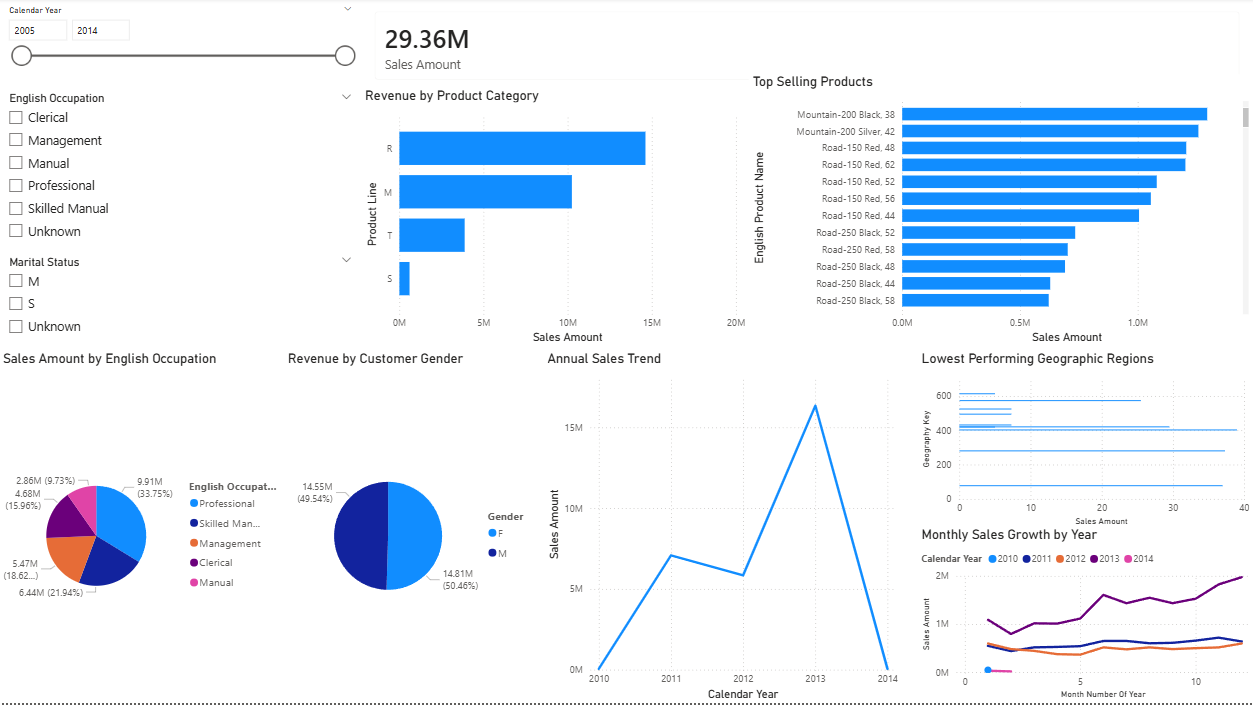 Calendar Year
2005 2014
29.36M
Sales Amount
English Occupation
Clerical
Management
Manual
Professional
Skilled Manual
Unknown
Marital Status
M
S
Unknown
Revenue by Product Category
Product Line
R
M
T
S
0M 5M 10M 15M 20M
Sales Amount
Top Selling Products
English Product Name
Mountain-200 Black, 38
Mountain-200 Silver, 42
Road-150 Red, 48
Road-150 Red, 62
Road-150 Red, 52
Road-150 Red, 56
Road-150 Red, 44
Road-250 Black, 52
Road-250 Red, 58
Road-250 Black, 48
Road-250 Black, 44
Road-250 Black, 58
0.0M 0.5M 1.0M
Sales Amount
Sales Amount by English Occupation
2.86M (9.73%)
4.68M
(15.96%)
5.47M
(18.62...)
6.44M (21.94%)
9.91M
(33.75%)
English Occupat...
Professional
Skilled Man...
Management
Clerical
Manual
Revenue by Customer Gender
14.55M
(49.54%)
14.81M
(50.46%)
Gender
F
M
Annual Sales Trend
Sales Amount
15M
10M
5M
0M
2010 2011 2012 2013 2014
Calendar Year
Lowest Performing Geographic Regions
Geography Key
600
400
200
0
0 10 20 30 40
Sales Amount
Monthly Sales Growth by Year
Calendar Year 2010 2011 2012 2013 2014
Sales Amount
2M
1M
0M
0 5 10
Month Number Of Year